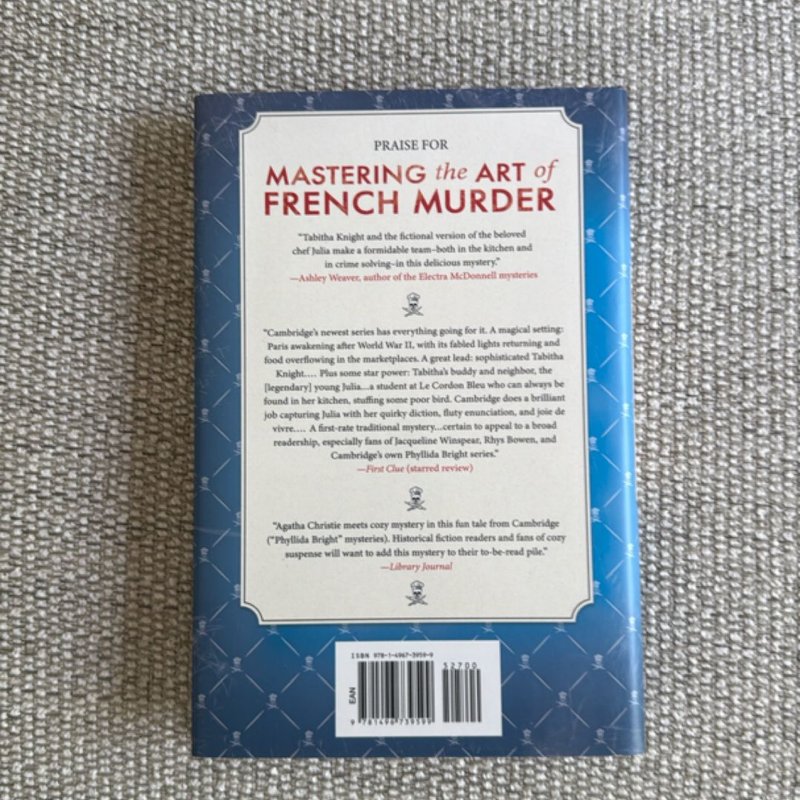 PRAISE FOR
MASTERING the ART of
FRENCH MURDER
“Tabitha Knight and the fictional version of the beloved
chef Julia make a formidable team–both in the kitchen and
in crime solving–in this delicious mystery.”
—Ashley Weaver, author of the Electra McDonnell mysteries
“Cambridge’s newest series has everything going for it. A magical setting:
Paris awakening after World War II, with its fabled lights returning and
food overflowing in the marketplaces. A great lead: sophisticated Tabitha
Knight.… Plus some star power: Tabitha’s buddy and neighbor, the
[legendary] young Julia…a student at Le Cordon Bleu who can always be
found in her kitchen, stuffing some poor bird. Cambridge does a brilliant
job capturing Julia with her quirky diction, fluty enunciation, and joie de
vivre.… A first-rate traditional mystery…certain to appeal to a broad
readership, especially fans of Jacqueline Winspear, Rhys Bowen, and
Cambridge’s own Phyllida Bright series.”
—First Clue (starred review)
“Agatha Christie meets cozy mystery in this fun tale from Cambridge
(“Phyllida Bright” mysteries). Historical fiction readers and fans of cozy
suspense will want to add this mystery to their to-be-read pile.”
—Library Journal
ISBN 978-1-4967-3959-9
52700
EAN
9 781496 739599